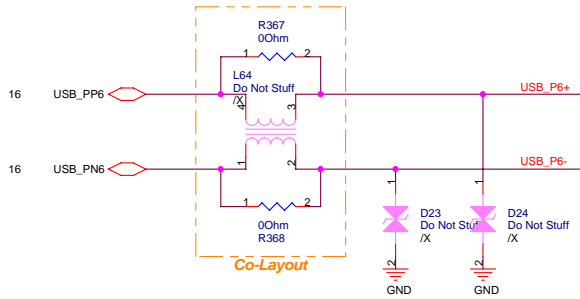 R367
0Ohm
1
2
L64
Do Not Stuff
/X
16
USB_PP6
4
3
USB_P6+
16
USB_PN6
1
2
USB_P6-
1
2
0Ohm
R368
Co-Layout
1
D23
Do Not Stuff
/X
2
GND
1
D24
Do Not Stuff
/X
2
GND